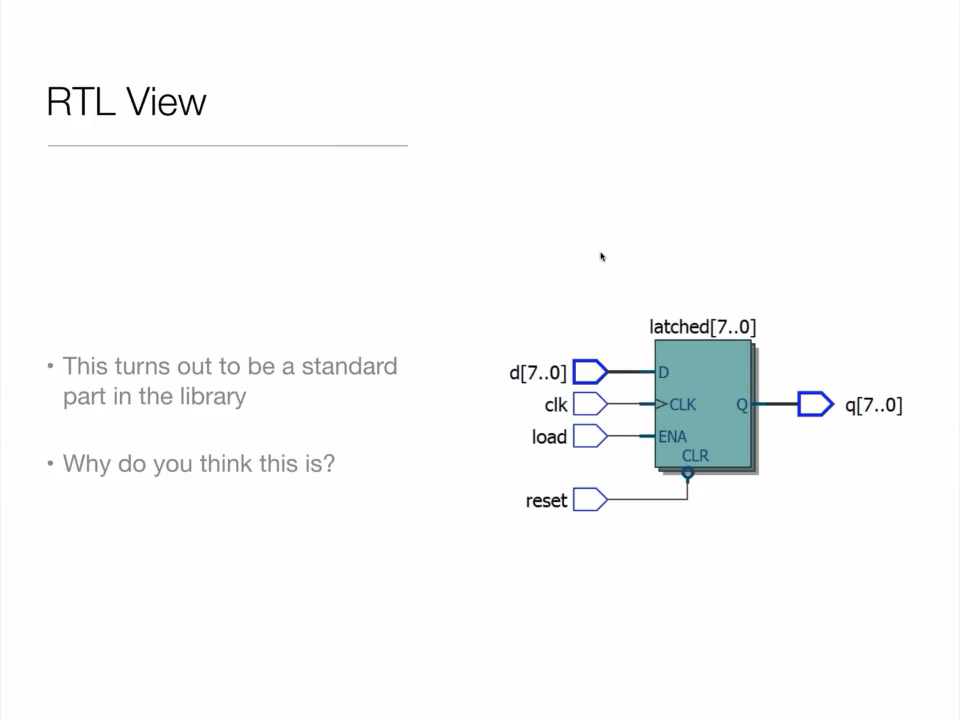 RTL View
• This turns out to be a standard
part in the library
• Why do you think this is?
latched[7..0]
d[7..0]
D
clk
CLK
Q
q[7..0]
load
ENA
CLR
reset